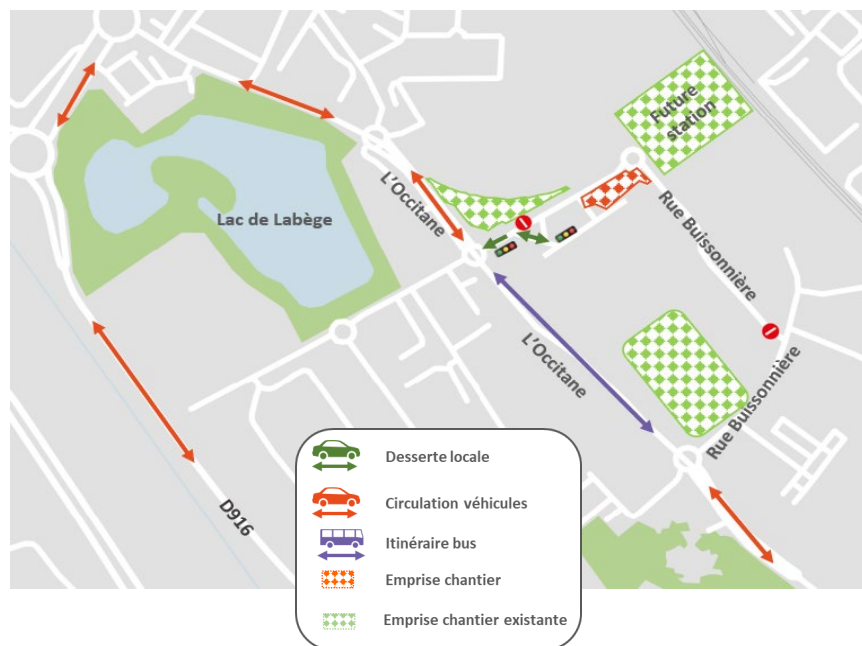 Future
station
L'Occitane
Lac de Labège
Rue Buissonnière
L'Occitane
Rue Buissonnière
D916
Desserte locale
Circulation véhicules
Itinéraire bus
Emprise chantier
Emprise chantier existante